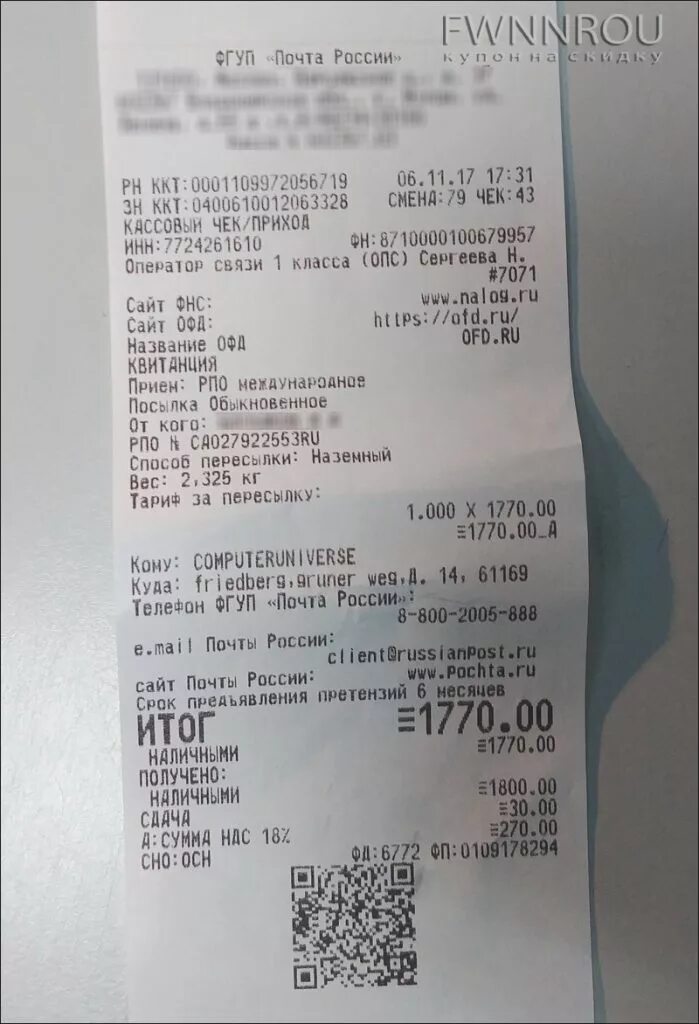 FWNNROU
купон на скидку
ФГУП «Почта России»
РН ККТ:0001109972056719 06.11.17 17:31
ЗН ККТ:0400610012063328 СМЕНА:79 ЧЕК:43
КАССОВЫЙ ЧЕК/ПРИХОД
ИНН:7724261610 ФН:8710000100679957
Оператор связи 1 класса (ОПС) Сергеева Н.
#7071
Сайт ФНС: www.nalog.ru
Сайт ОФД: https://ofd.ru/
Название ОФД OFD.RU
КВИТАНЦИЯ
Прием: РПО международное
Посылка Обыкновенное
От кого:
РПО № CA027922553RU
Способ пересылки: Наземный
Вес: 2,325 кг
Тариф за пересылку:
1.000 X 1770.00
≡1770.00_А
Кому: COMPUTERUNIVERSE
Куда: friedberg,gruner weg,Д. 14, 61169
Телефон ФГУП «Почта России»:
8-800-2005-888
e.mail Почты России:
client@russianPost.ru
сайт Почты России: www.Pochta.ru
Срок предъявления претензий 6 месяцев
ИТОГ ≡1770.00
НАЛИЧНЫМИ ≡1770.00
ПОЛУЧЕНО:
НАЛИЧНЫМИ ≡1800.00
СДАЧА ≡30.00
А:СУММА НДС 18% ≡270.00
СНО:ОСН ФД:6772 ФП:0109178294